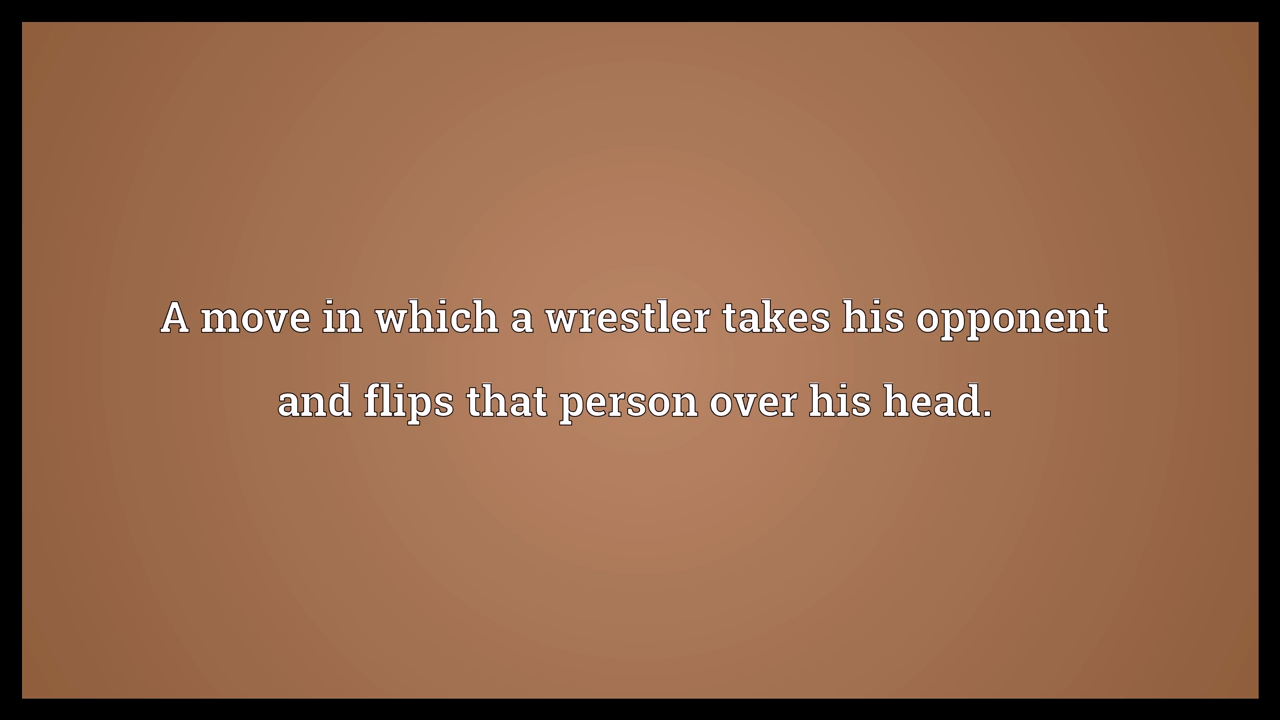 A move in which a wrestler takes his opponent
and flips that person over his head.